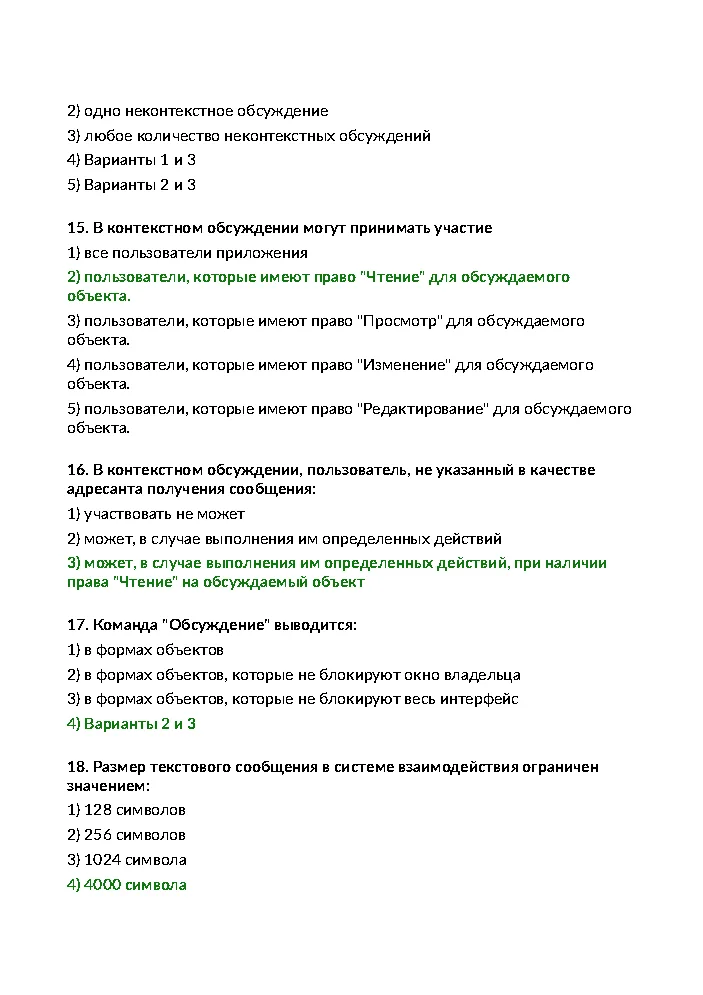 2) одно неконтекстное обсуждение
3) любое количество неконтекстных обсуждений
4) Варианты 1 и 3
5) Варианты 2 и 3
15. В контекстном обсуждении могут принимать участие
1) все пользователи приложения
2) пользователи, которые имеют право "Чтение" для обсуждаемого
объекта.
3) пользователи, которые имеют право "Просмотр" для обсуждаемого
объекта.
4) пользователи, которые имеют право "Изменение" для обсуждаемого
объекта.
5) пользователи, которые имеют право "Редактирование" для обсуждаемого
объекта.
16. В контекстном обсуждении, пользователь, не указанный в качестве
адресанта получения сообщения:
1) участвовать не может
2) может, в случае выполнения им определенных действий
3) может, в случае выполнения им определенных действий, при наличии
права "Чтение" на обсуждаемый объект
17. Команда "Обсуждение" выводится:
1) в формах объектов
2) в формах объектов, которые не блокируют окно владельца
3) в формах объектов, которые не блокируют весь интерфейс
4) Варианты 2 и 3
18. Размер текстового сообщения в системе взаимодействия ограничен
значением:
1) 128 символов
2) 256 символов
3) 1024 символа
4) 4000 символа